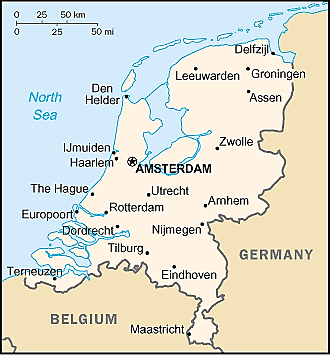 0 25 50 km
0 25 50 mi
Delfzijl
Leeuwarden
Groningen
Den
Helder
Assen
North
Sea
IJmuiden
Zwolle
Haarlem
AMSTERDAM
The Hague
Utrecht
Europoort
Rotterdam
Arnhem
Dordrecht
Nijmegen
Tilburg
GERMANY
Terneuzen
Eindhoven
BELGIUM
Maastricht